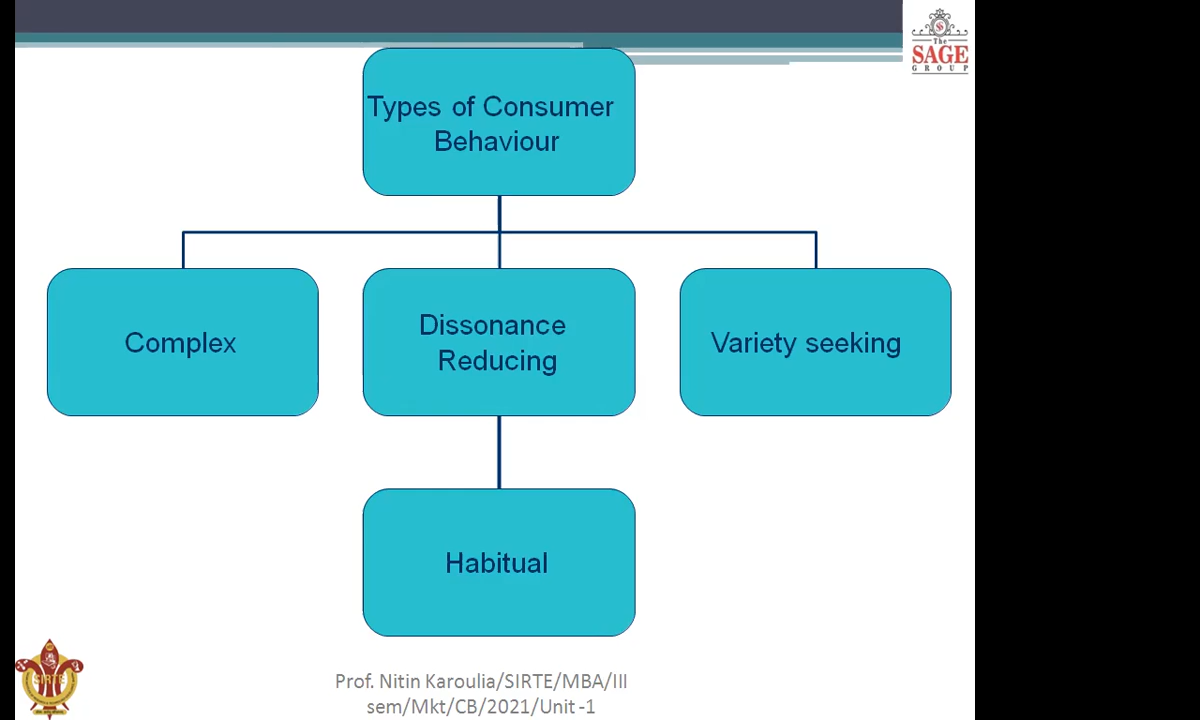 The
SAGE
GROUP
Types of Consumer
Behaviour
Complex
Dissonance
Reducing
Variety seeking
Habitual
SIRTE
Prof. Nitin Karoulia/SIRTE/MBA/III
sem/Mkt/CB/2021/Unit -1